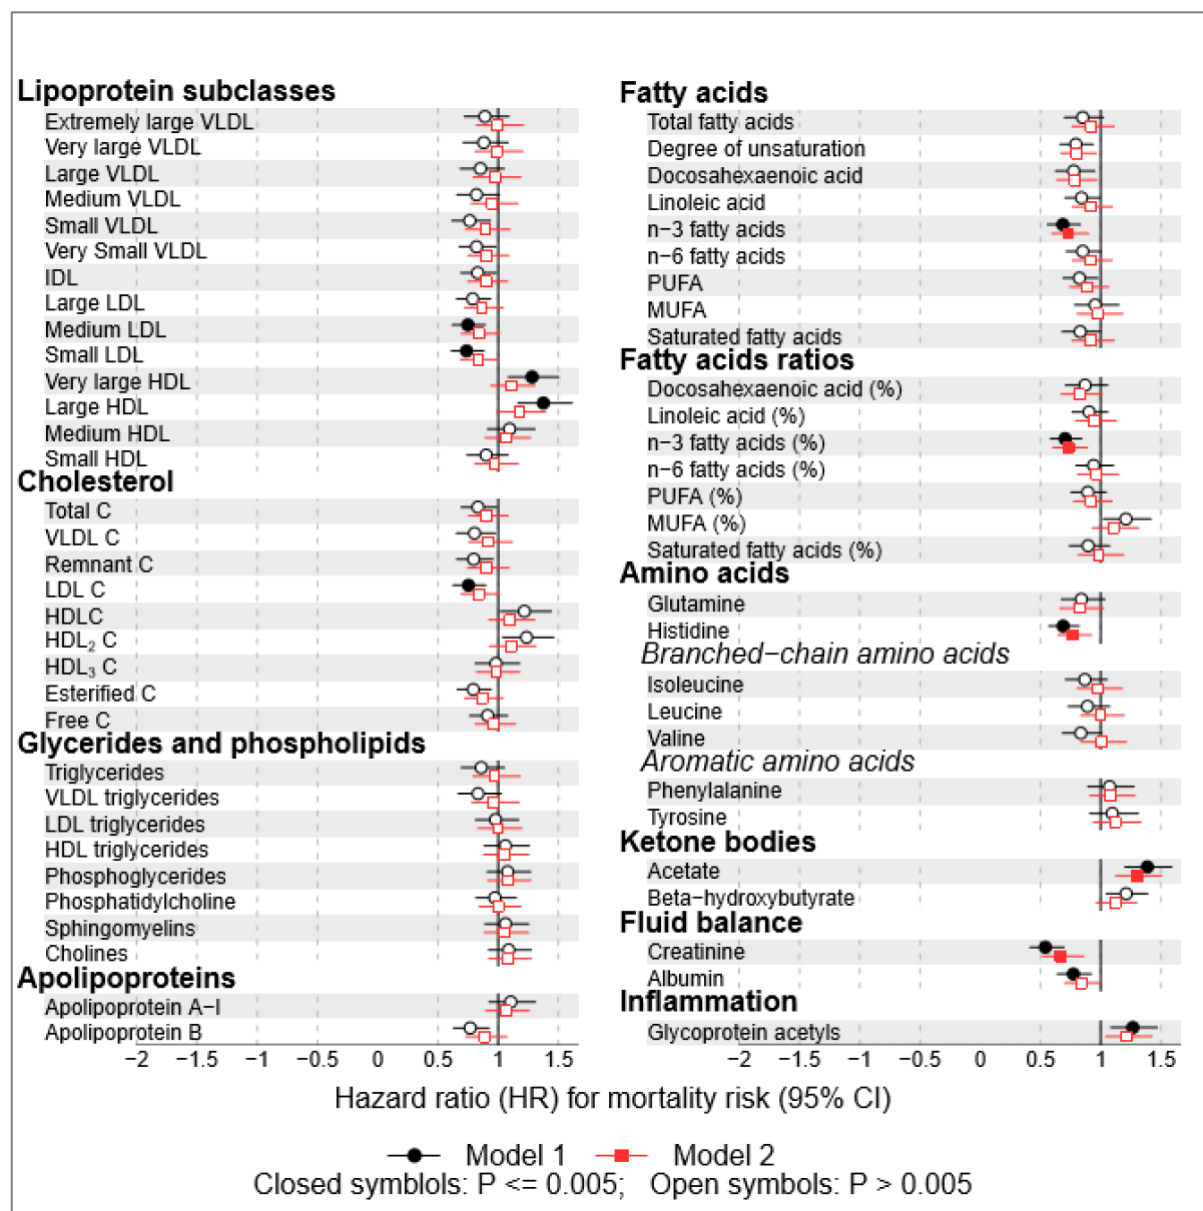 Lipoprotein subclasses
Extremely large VLDL
Very large VLDL
Large VLDL
Medium VLDL
Small VLDL
Very Small VLDL
IDL
Large LDL
Medium LDL
Small LDL
Very large HDL
Large HDL
Medium HDL
Small HDL
Cholesterol
Total C
VLDL C
Remnant C
LDL C
HDLC
HDL₂ C
HDL₃ C
Esterified C
Free C
Glycerides and phospholipids
Triglycerides
VLDL triglycerides
LDL triglycerides
HDL triglycerides
Phosphoglycerides
Phosphatidylcholine
Sphingomyelins
Cholines
Apolipoproteins
Apolipoprotein A−I
Apolipoprotein B
−2 −1 0 0.5 1 1.5
Fatty acids
Total fatty acids
Degree of unsaturation
Docosahexaenoic acid
Linoleic acid
n−3 fatty acids
n−6 fatty acids
PUFA
MUFA
Saturated fatty acids
Fatty acids ratios
Docosahexaenoic acid (%)
Linoleic acid (%)
n−3 fatty acids (%)
n−6 fatty acids (%)
PUFA (%)
MUFA (%)
Saturated fatty acids (%)
Amino acids
Glutamine
Histidine
Branched−chain amino acids
Isoleucine
Leucine
Valine
Aromatic amino acids
Phenylalanine
Tyrosine
Ketone bodies
Acetate
Beta−hydroxybutyrate
Fluid balance
Creatinine
Albumin
Inflammation
Glycoprotein acetyls
−2 −1 0 0.5 1 1.5
Hazard ratio (HR) for mortality risk (95% CI)
Model 1 Model 2
Closed symblols: P <= 0.005; Open symbols: P > 0.005